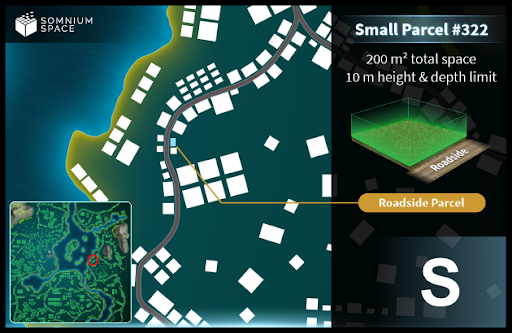 SOMNIUM
SPACE
Small Parcel #322
200 m² total space
10 m height & depth limit
Roadside
Roadside Parcel
S